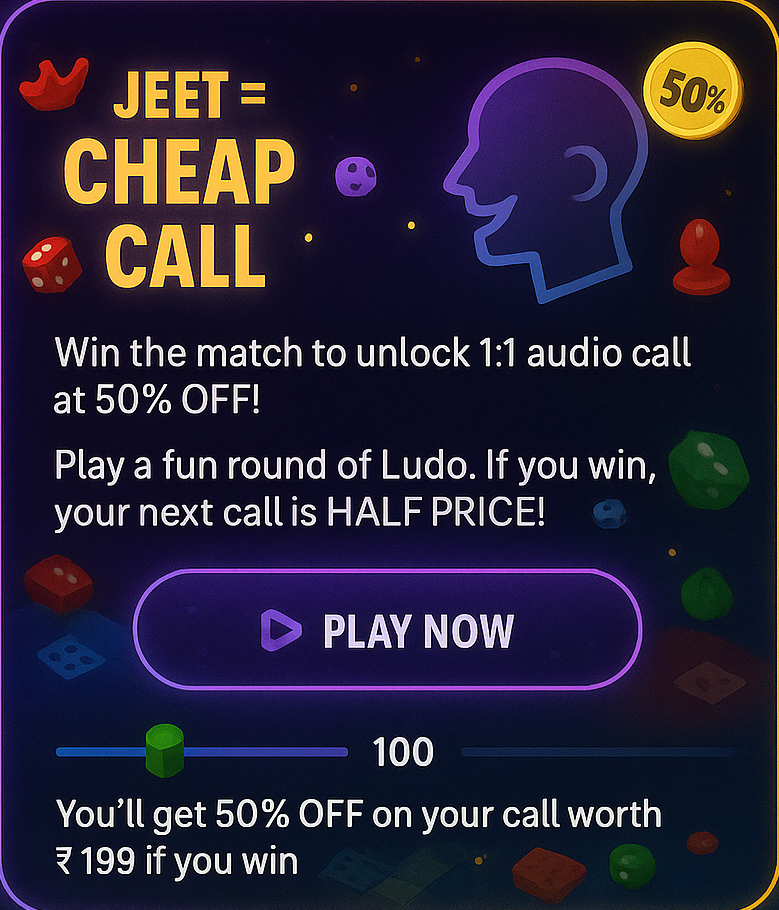 JEET =
CHEAP
CALL
50%
Win the match to unlock 1:1 audio call
at 50% OFF!
Play a fun round of Ludo. If you win,
your next call is HALF PRICE!
PLAY NOW
100
You'll get 50% OFF on your call worth
₹ 199 if you win